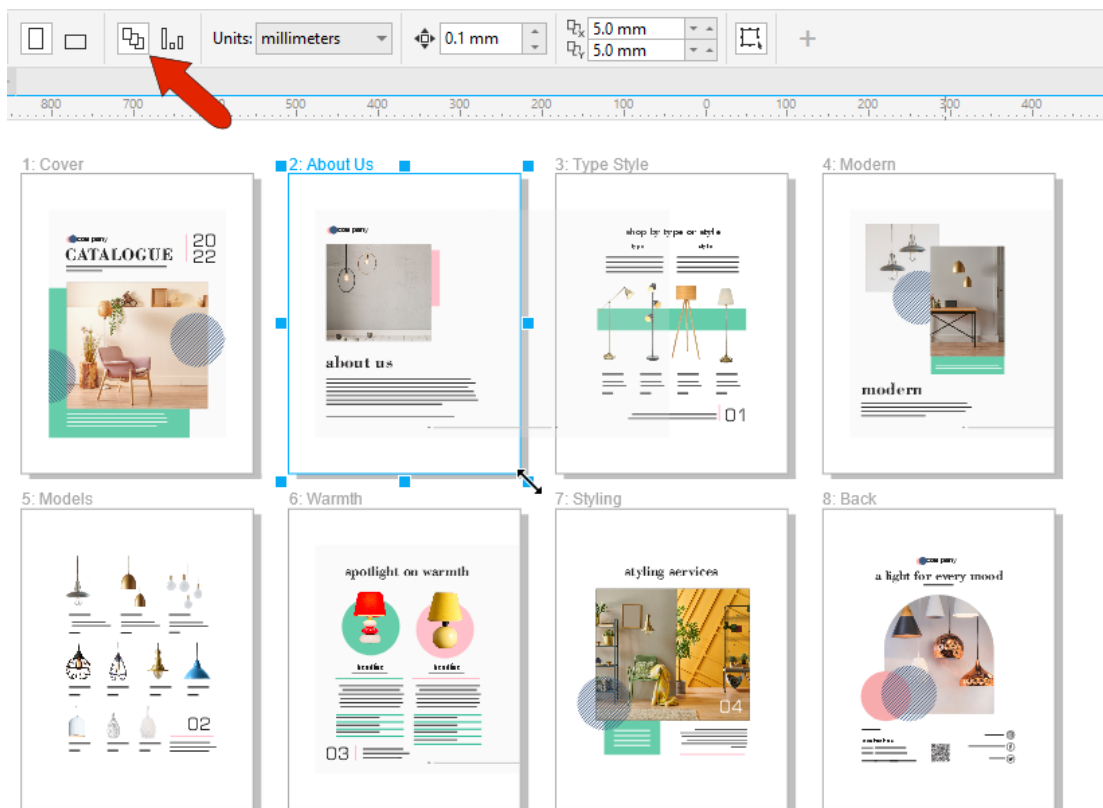 Units: millimeters 0.1 mm 5.0 mm
5.0 mm
800 700 500 400 300 200 100 0 100 200 300 400
1: Cover 2: About Us 3: Type Style 4: Modern
CATALOGUE 20
22
about us
shop by type or style
type style
01
modern
5: Models 6: Warmth 7: Styling 8: Back
02
spotlight on warmth
headline headline
03
styling services
04
a light for every mood